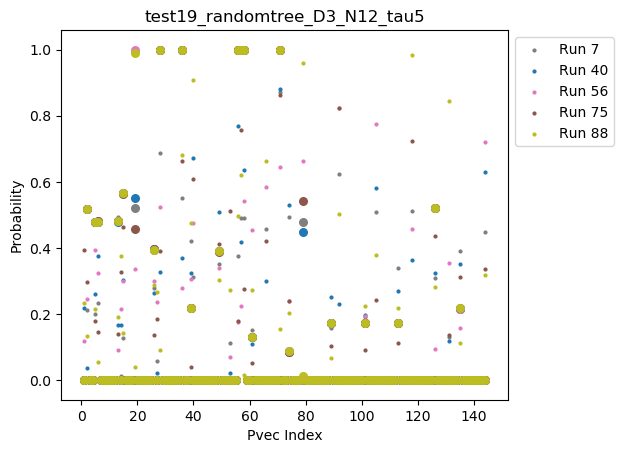 test19_randomtree_D3_N12_tau5
Run 7
Run 40
Run 56
Run 75
Run 88
Probability
1.0
0.8
0.6
0.4
0.2
0.0
0 20 40 60 80 100 120 140
Pvec Index